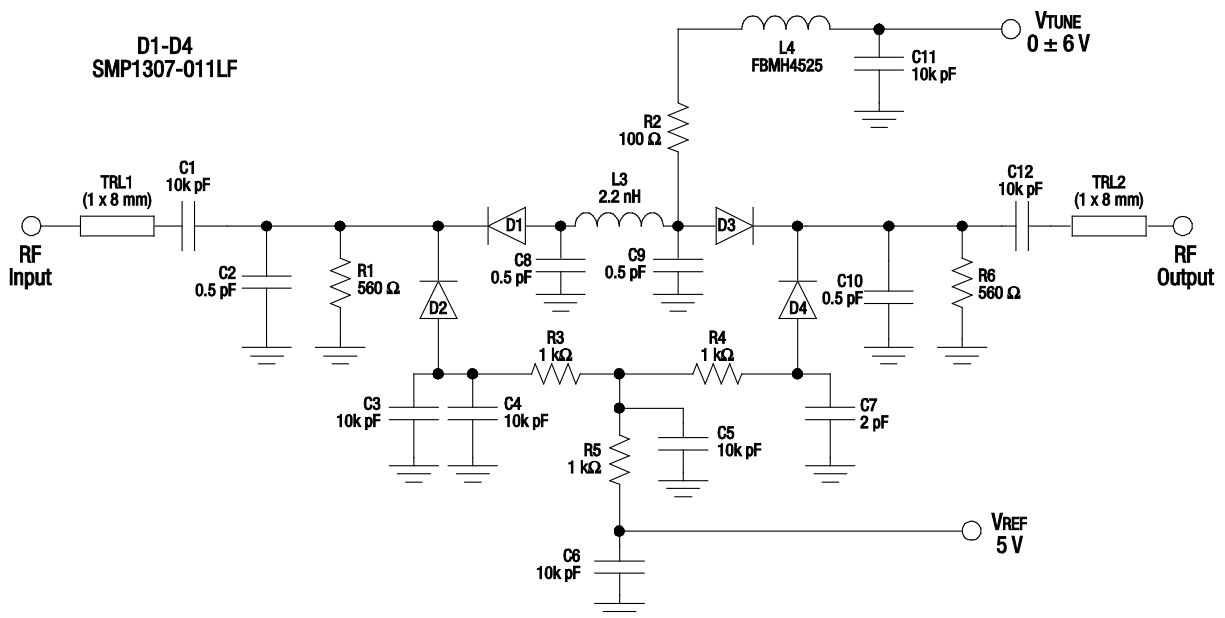 D1-D4
SMP1307-011LF
VTUNE
0 ± 6 V
L4
FBMH4525
C11
10k pF
R2
100 Ω
TRL1
(1 x 8 mm)
C1
10k pF
L3
2.2 nH
C12
10k pF
TRL2
(1 x 8 mm)
RF
Input
D1
D3
RF
Output
C2
0.5 pF
R1
560 Ω
D2
C8
0.5 pF
C9
0.5 pF
D4
C10
0.5 pF
R6
560 Ω
R3
1 kΩ
R4
1 kΩ
C3
10k pF
C4
10k pF
C7
2 pF
R5
1 kΩ
C5
10k pF
VREF
5 V
C6
10k pF